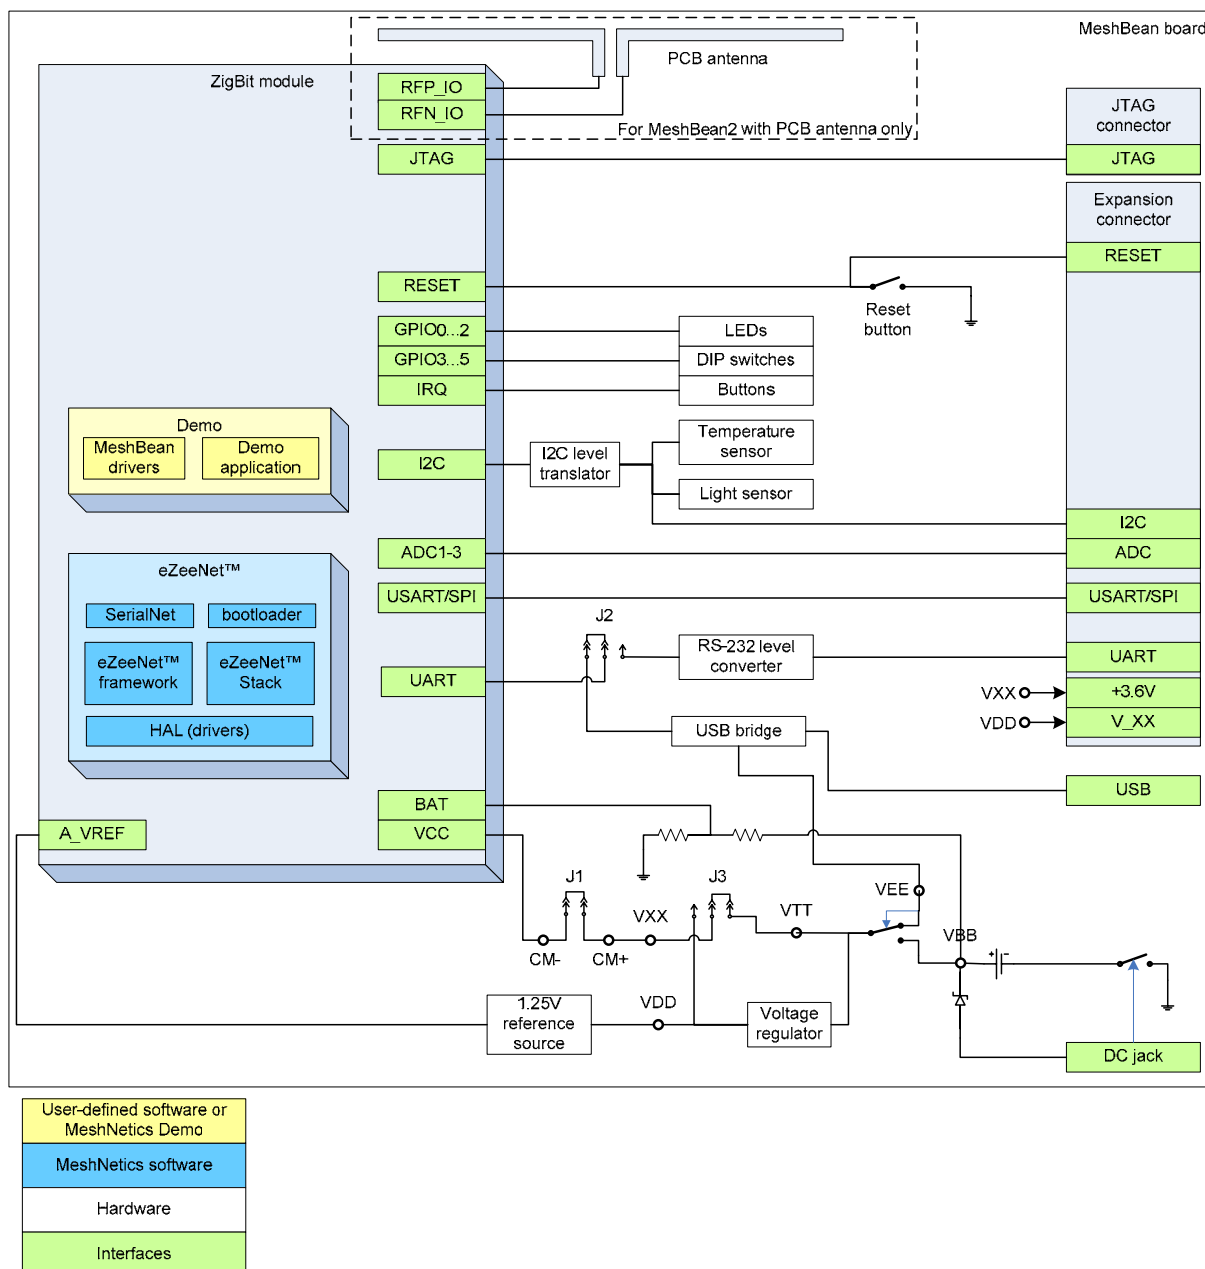 MeshBean board
PCB antenna
ZigBit module
RFP_IO
RFN_IO
For MeshBean2 with PCB antenna only
JTAG
connector
JTAG
JTAG
Expansion
connector
RESET
RESET
Reset
button
GPIO0...2
LEDs
GPIO3...5
DIP switches
IRQ
Buttons
Demo
MeshBean
drivers
Demo
application
I2C
I2C level
translator
Temperature
sensor
Light sensor
I2C
ADC1-3
ADC
eZeeNet™
USART/SPI
USART/SPI
SerialNet
bootloader
J2
eZeeNet™
framework
eZeeNet™
Stack
RS-232 level
converter
UART
UART
VXX
+3.6V
VDD
V_XX
HAL (drivers)
USB bridge
USB
BAT
A_VREF
VCC
J1
J3
VEE
VXX
VTT
VBB
+
-
CM-
CM+
1.25V
reference
source
VDD
Voltage
regulator
DC jack
User-defined software or
MeshNetics Demo
MeshNetics software
Hardware
Interfaces